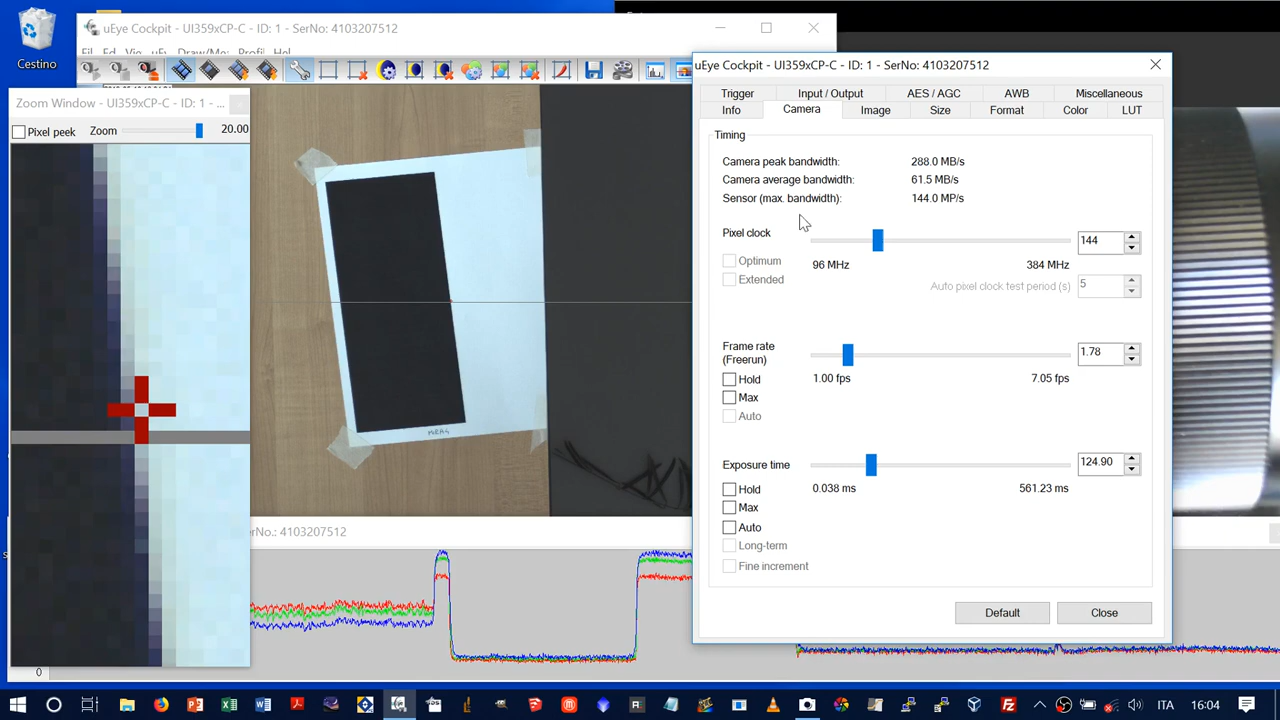 Cestino
uEye Cockpit - UI359xCP-C - ID: 1 - SerNo: 4103207512
Zoom Window - UI359xCP-C - ID: 1 - ...
Pixel peek
Zoom
20.00
erNo.: 4103207512
0
uEye Cockpit - UI359xCP-C - ID: 1 - SerNo: 4103207512
Trigger Input / Output AES / AGC AWB Miscellaneous
Info Camera Image Size Format Color LUT
Timing
Camera peak bandwidth: 288.0 MB/s
Camera average bandwidth: 61.5 MB/s
Sensor (max. bandwidth): 144.0 MP/s
Pixel clock
144
Optimum
96 MHz 384 MHz
Extended
Auto pixel clock test period (s) 5
Frame rate
(Freerun)
1.78
Hold
1.00 fps 7.05 fps
Max
Auto
Exposure time
124.90
Hold
0.038 ms 561.23 ms
Max
Auto
Long-term
Fine increment
Default Close
ITA 16:04